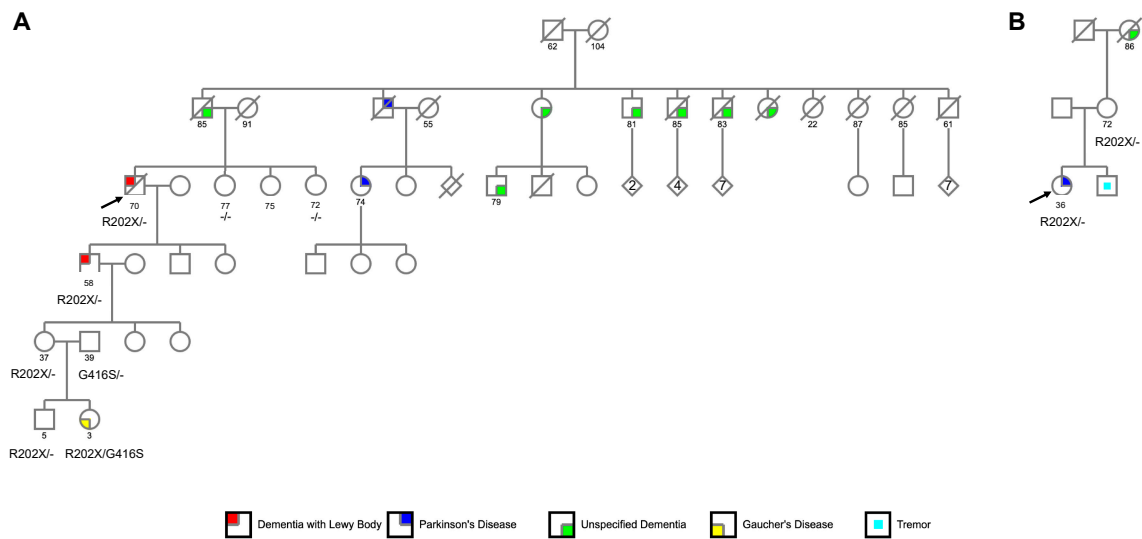 A
B
62 104
86
85 91 55 81 85 83 22 87 85 61
72
R202X/-
2 4 7 7
70 77 75 72 74 79
-/- -/-
R202X/-
36
R202X/-
58
R202X/-
37 39
R202X/- G416S/-
5 3
R202X/- R202X/G416S
Dementia with Lewy Body Parkinson's Disease Unspecified Dementia Gaucher's Disease Tremor